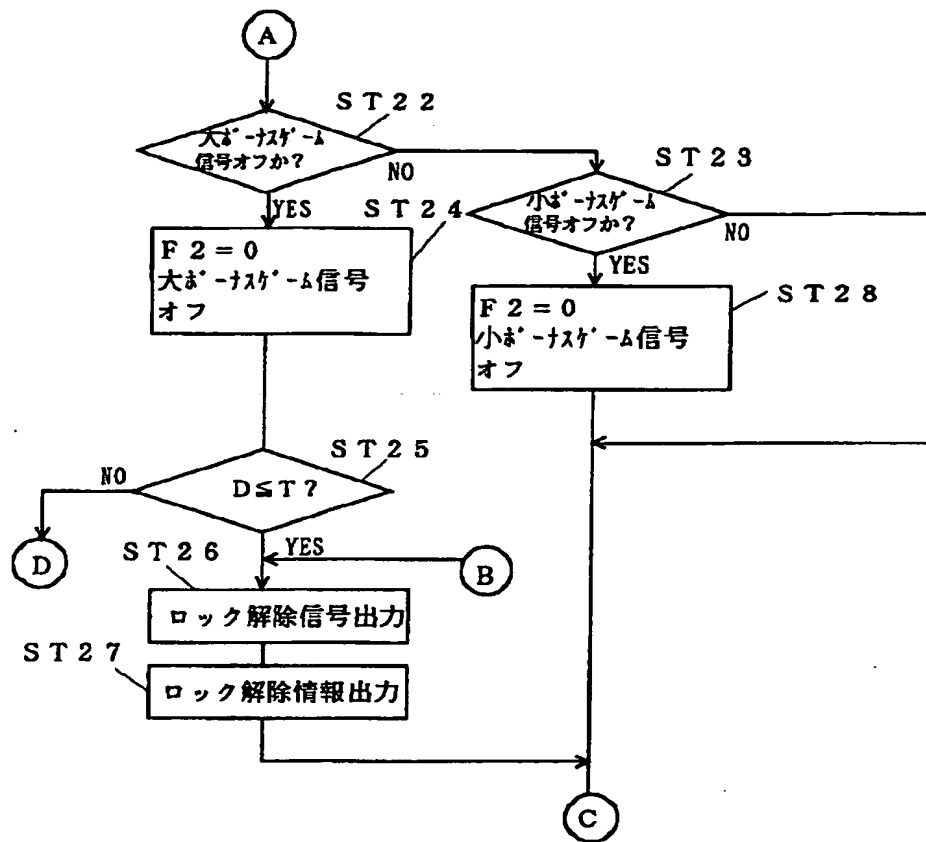 A
ST22
大ボーナスゲーム
信号オフか?
NO
YES
ST23
小ボーナスゲーム
信号オフか?
NO
YES
ST24
F2=0
大ボーナスゲーム信号
オフ
ST28
F2=0
小ボーナスゲーム信号
オフ
ST25
D≦T?
NO
YES
D
B
ST26
ロック解除信号出力
ST27
ロック解除情報出力
C